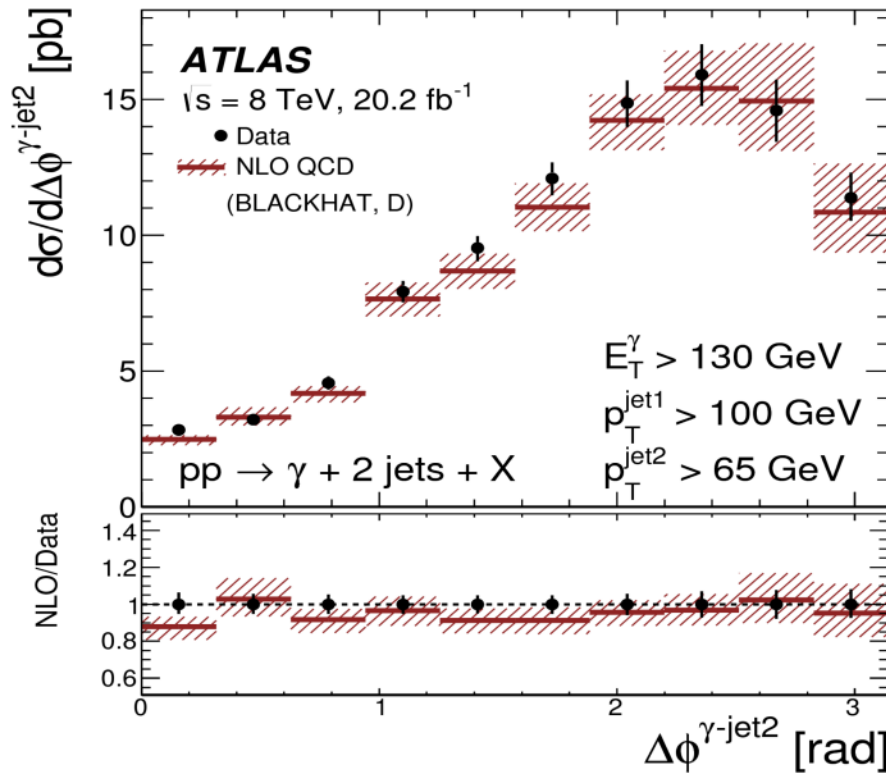 dσ/dΔϕ^γ-jet2 [pb]
ATLAS
√s = 8 TeV, 20.2 fb⁻¹
Data
NLO QCD
(BLACKHAT, D)
15
10
5
0
E_T^γ > 130 GeV
p_T^jet1 > 100 GeV
p_T^jet2 > 65 GeV
pp → γ + 2 jets + X
NLO/Data
1.4
1.2
1
0.8
0.6
0 1 2 3
Δϕ^γ-jet2 [rad]